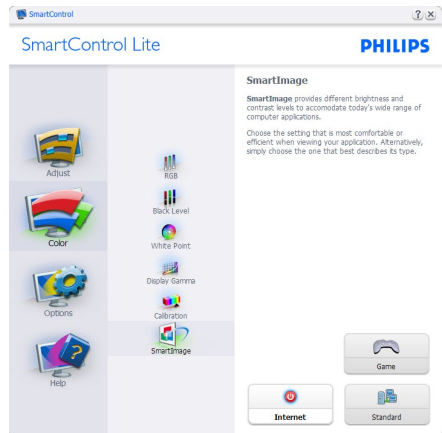 SmartControl
SmartControl Lite
PHILIPS
Adjust
Color
Options
Help
RGB
Black Level
White Point
Display Gamma
Calibration
SmartImage
SmartImage
SmartImage provides different brightness and
contrast levels to accomodate today's wide range of
computer applications.
Choose the setting that is most comfortable or
efficient when viewing your application. Alternatively,
simply choose the one that best describes its type.
Game
Internet
Standard